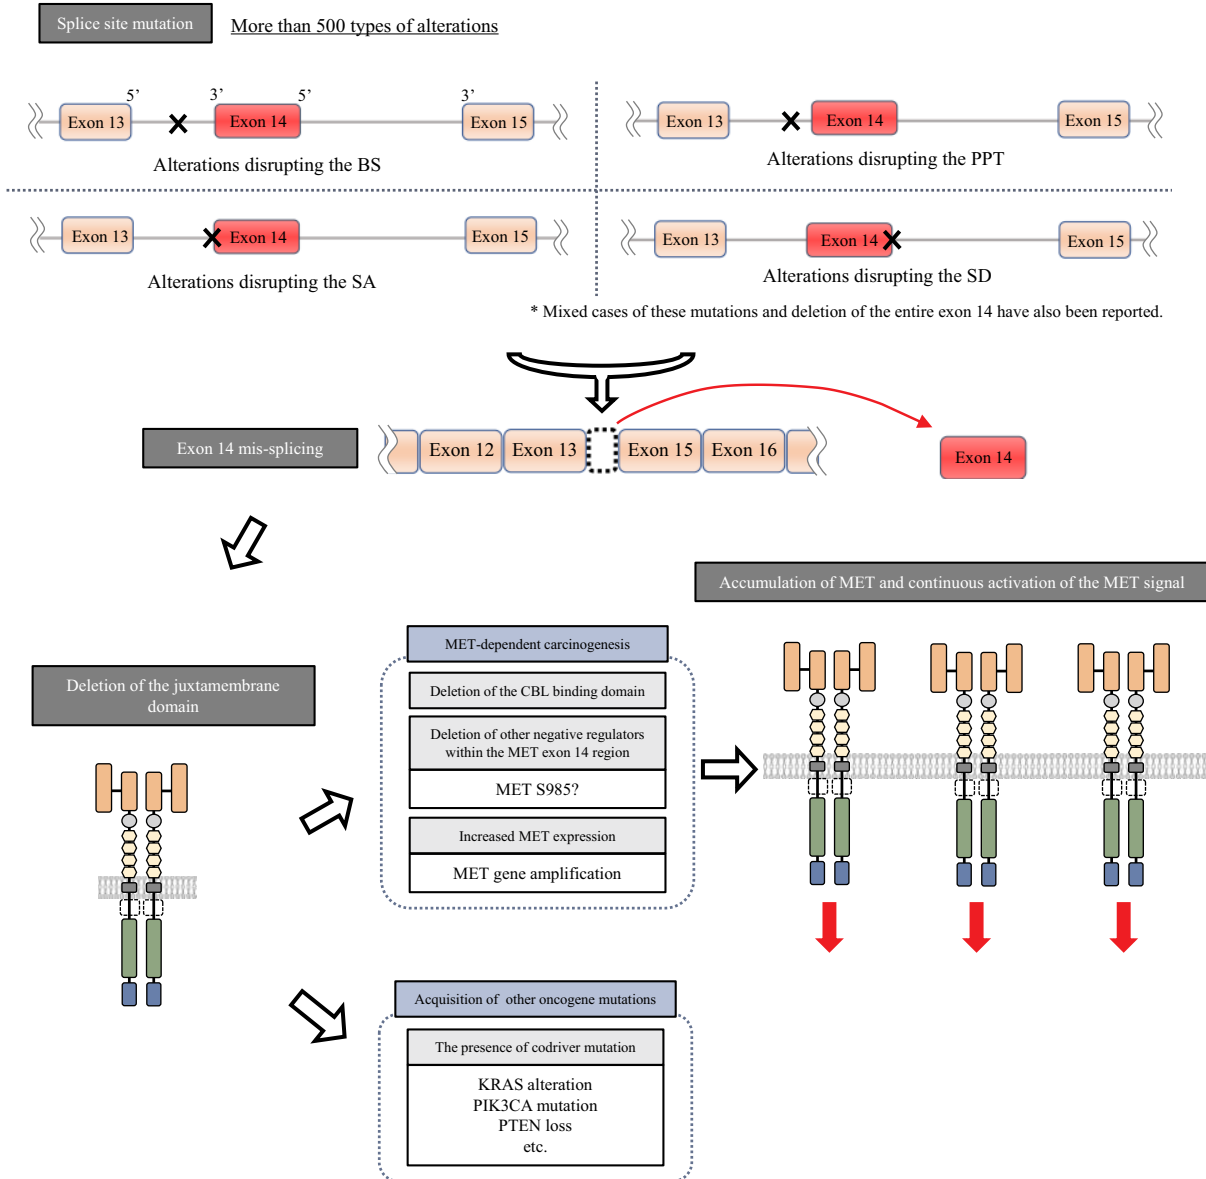 Splice site mutation
More than 500 types of alterations
5’
3’
5’
3’
Exon 13
Exon 14
Exon 15
Alterations disrupting the BS
Exon 13
Exon 14
Exon 15
Alterations disrupting the PPT
Exon 13
Exon 14
Exon 15
Alterations disrupting the SA
Exon 13
Exon 14
Exon 15
Alterations disrupting the SD
* Mixed cases of these mutations and deletion of the entire exon 14 have also been reported.
Exon 14 mis-splicing
Exon 12
Exon 13
Exon 15
Exon 16
Exon 14
Accumulation of MET and continuous activation of the MET signal
Deletion of the juxtamembrane
domain
MET-dependent carcinogenesis
Deletion of the CBL binding domain
Deletion of other negative regulators
within the MET exon 14 region
MET S985?
Increased MET expression
MET gene amplification
Acquisition of other oncogene mutations
The presence of codriver mutation
KRAS alteration
PIK3CA mutation
PTEN loss
etc.